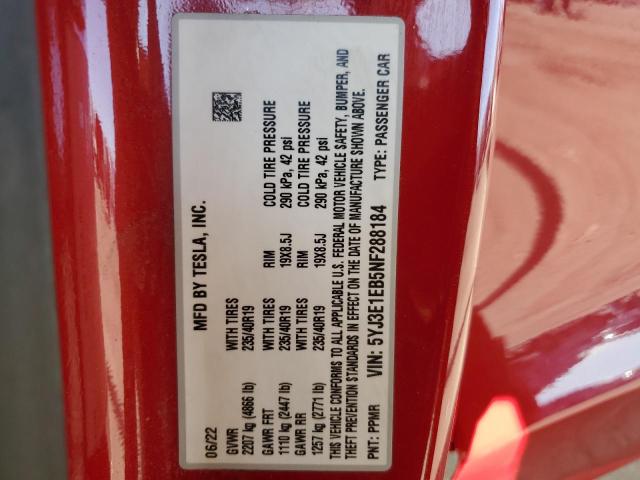 06/22 MFD BY TESLA, INC.
GVWR WITH TIRES
2207 kg (4866 lb) 235/40R19
GAWR FRT WITH TIRES RIM COLD TIRE PRESSURE
1110 kg (2447 lb) 235/40R19 19X8.5J 290 kPa, 42 psi
GAWR RR WITH TIRES RIM COLD TIRE PRESSURE
1257 kg (2771 lb) 235/40R19 19X8.5J 290 kPa, 42 psi
THIS VEHICLE CONFORMS TO ALL APPLICABLE U.S. FEDERAL MOTOR VEHICLE SAFETY, BUMPER, AND
THEFT PREVENTION STANDARDS IN EFFECT ON THE DATE OF MANUFACTURE SHOWN ABOVE.
PNT: PPMR VIN: 5YJ3E1EB5NF288184 TYPE: PASSENGER CAR